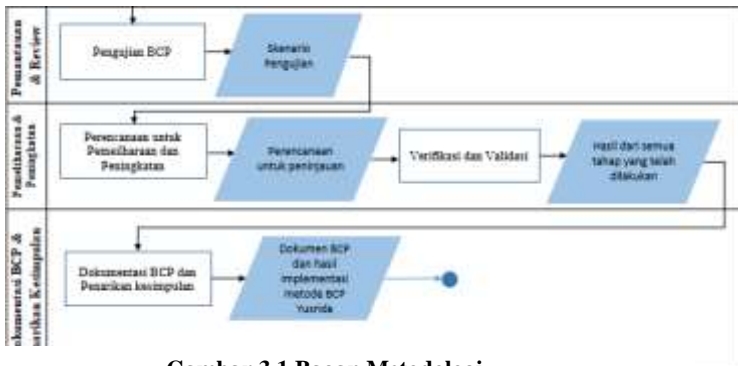 Pemantauan
& Review
Pengujian BCP
Skenario
Pengujian
Pemeliharaan &
Peningkatan
Perencanaan untuk
Pemeliharaan dan
Peningkatan
Perencanaan
untuk peninjauan
Verifikasi dan Validasi
Hasil dari semua
tahap yang telah
dilakukan
Dokumentasi BCP &
Penarikan Kesimpulan
Dokumentasi BCP dan
Penarikan kesimpulan
Dokumen BCP
dan hasil
implementasi
metode BCP
Yusrida
Gambar 3.1 Bagan Metodologi